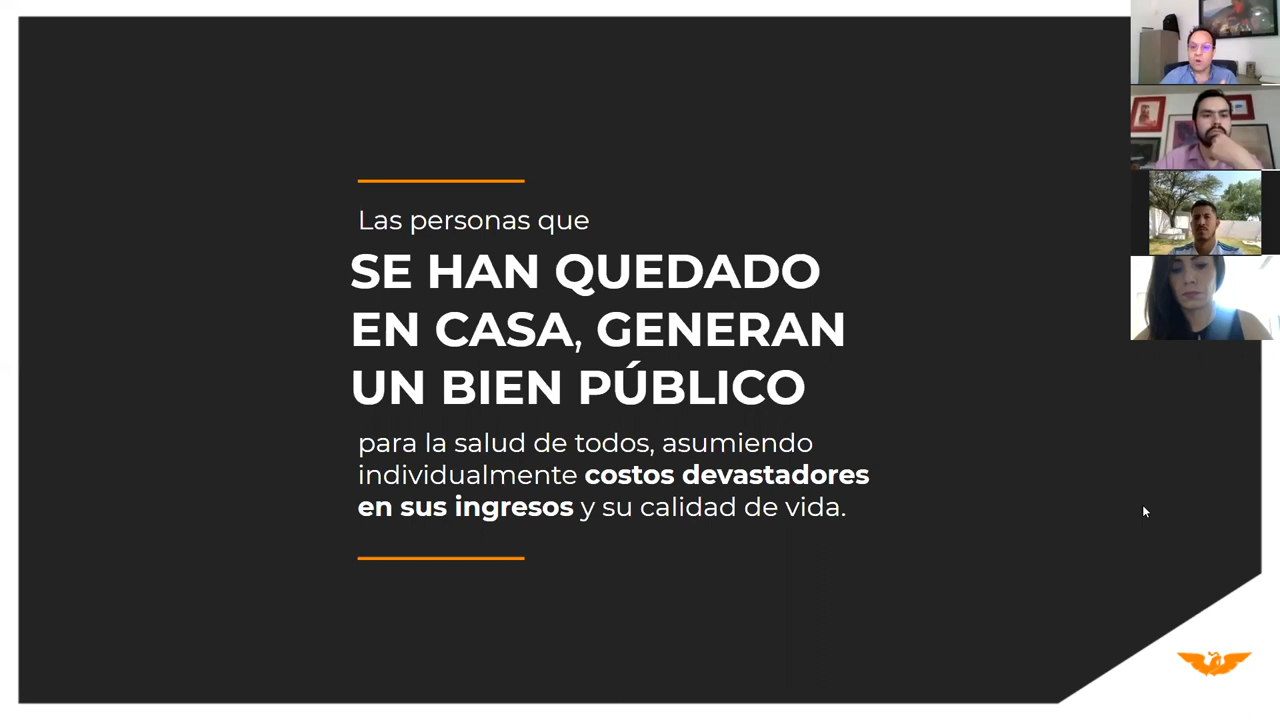 Las personas que
SE HAN QUEDADO
EN CASA, GENERAN
UN BIEN PÚBLICO
para la salud de todos, asumiendo
individualmente costos devastadores
en sus ingresos y su calidad de vida.